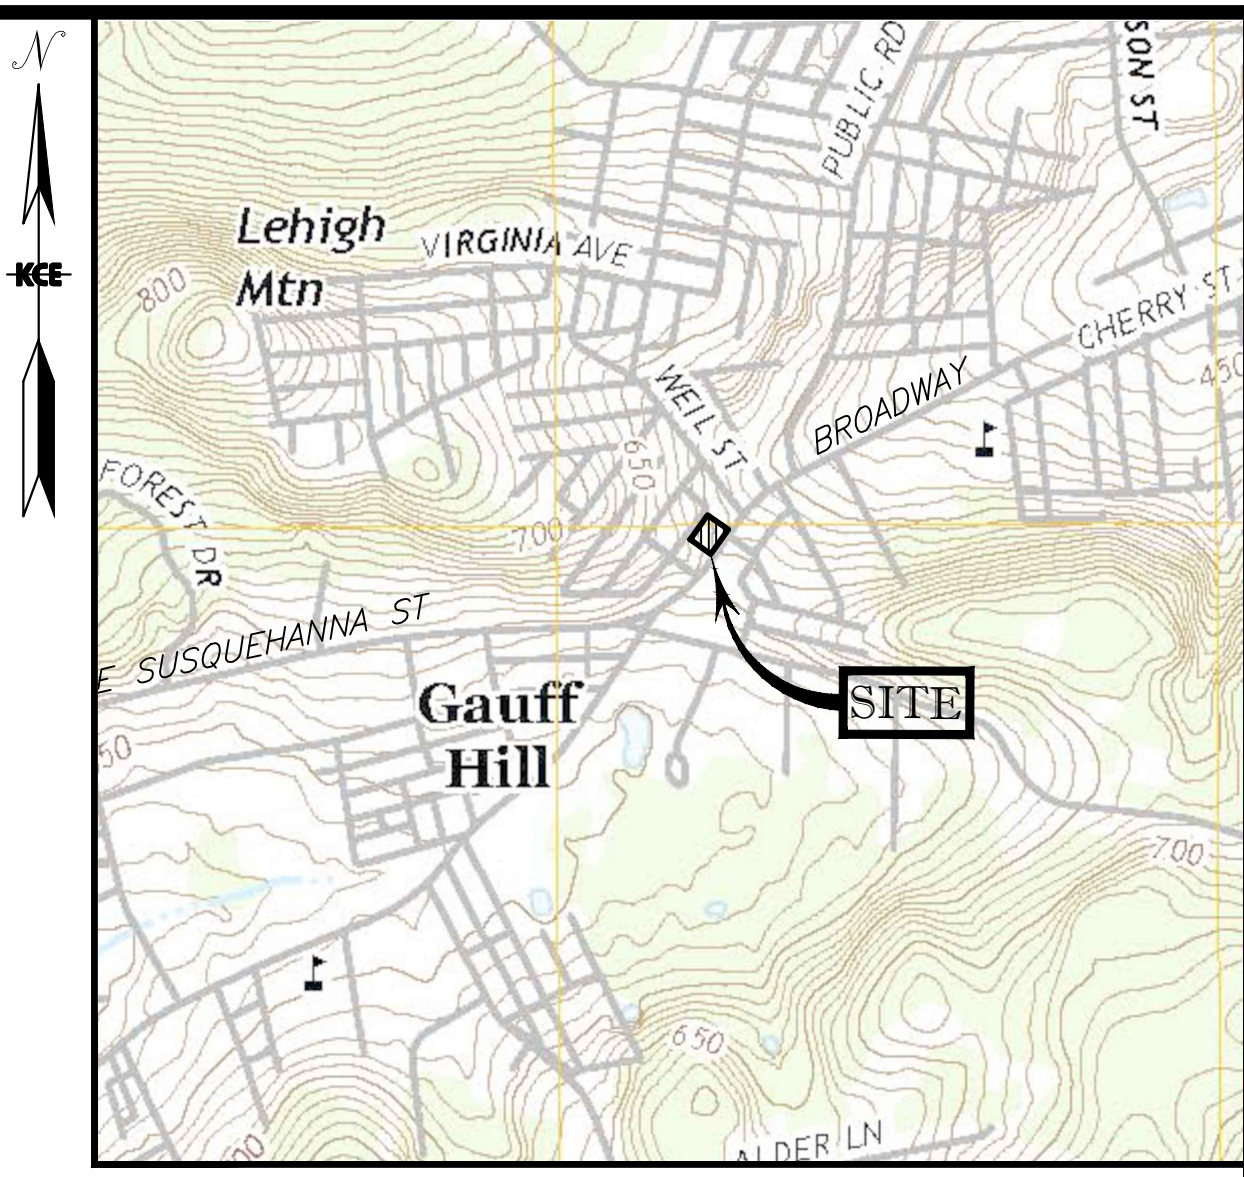 N
PUBLIC RD
SON ST
Lehigh
Mtn
VIRGINIA AVE
800
KCE
CHERRY ST
BROADWAY
WEIL ST
450
650
FOREST DR
700
E SUSQUEHANNA ST
Gauff
Hill
SITE
50
700
650
ALDER LN
00